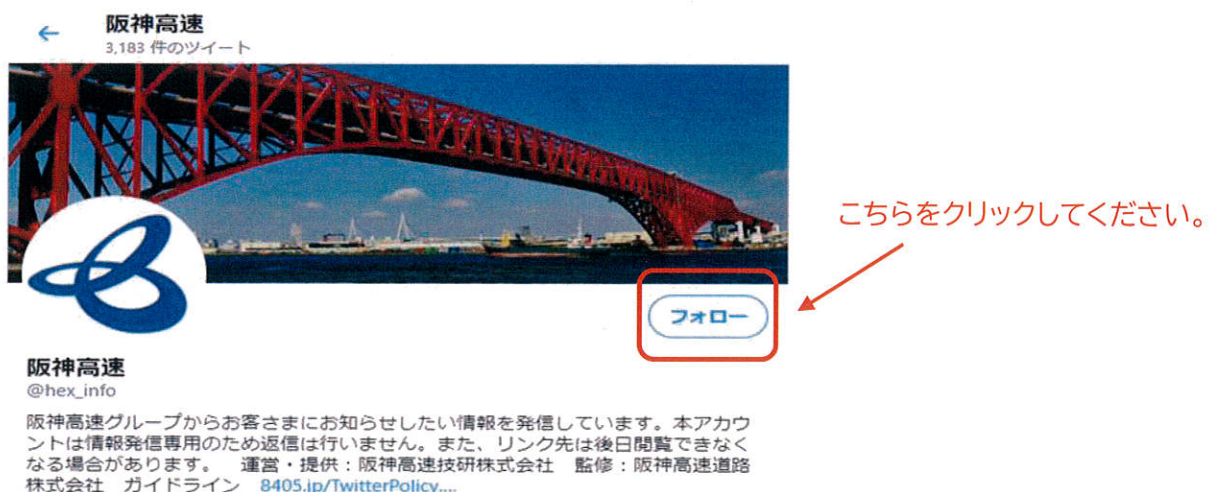 阪神高速
3,183 件のツイート
こちらをクリックしてください。
フォロー
阪神高速
@hex_info
阪神高速グループからお客さまにお知らせしたい情報を発信しています。本アカウ
ントは情報発信専用のため返信は行いません。また、リンク先は後日閲覧できなく
なる場合があります。　運営・提供：阪神高速技研株式会社　監修：阪神高速道路
株式会社　ガイドライン　8405.jp/TwitterPolicy....